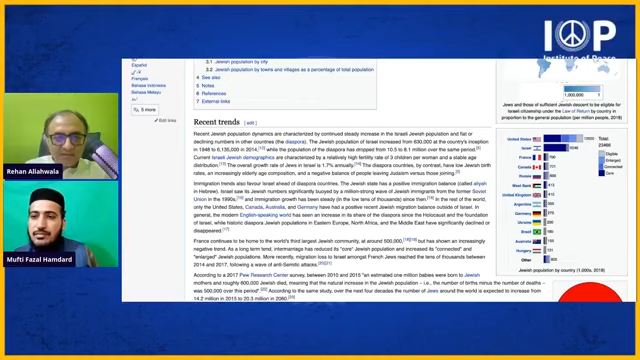 IOP
Institute of Peace
Español
Français
Bahasa Indonesia
Bahasa Melayu
5 more
Edit links
3.1 Jewish population by city
3.2 Jewish population by towns and villages as a percentage of total population
4 See also
5 Notes
6 References
7 External links
Recent trends [edit]
Recent Jewish population dynamics are characterized by continued steady increase in the Israeli Jewish population and flat or
declining numbers in other countries (the diaspora). The Jewish population of Israel increased from 630,000 at the country's inception
in 1948 to 6,135,000 in 2014, while the population of the diaspora has dropped from 10.5 to 8.1 million over the same period.
Current Israeli Jewish demographics are characterized by a relatively high fertility rate of 3 children per woman and a stable age
distribution. The overall growth rate of Jews in Israel is 1.7% annually. The diaspora countries, by contrast, have low Jewish birth
rates, an increasingly elderly age composition, and a negative balance of people leaving Judaism versus those joining.
Immigration trends also favour Israel ahead of diaspora countries. The Jewish state has a positive immigration balance (called aliyah
in Hebrew). Israel saw its Jewish numbers significantly buoyed by a million-strong wave of Jewish immigrants from the former Soviet
Union in the 1990s, and immigration growth has been steady (in the low tens of thousands) since then. In the rest of the world,
only the United States, Canada, Australia, and Germany have had a positive recent Jewish migration balance outside of Israel. In
general, the modern English-speaking world has seen an increase in its share of the diaspora since the Holocaust and the foundation
of Israel, while historic diaspora Jewish populations in Eastern Europe, North Africa, and the Middle East have significantly declined or
disappeared.
France continues to be home to the world's third largest Jewish community, at around 500,000, but has shown an increasingly
negative trend. As a long term trend, intermarriage has reduced its "core" Jewish population and increased its "connected" and
"enlarged" Jewish populations. More recently, migration loss to Israel amongst French Jews reached the tens of thousands between
2014 and 2017, following a wave of anti-Semitic attacks.
According to a 2017 Pew Research Center survey, between 2010 and 2015 "an estimated one million babies were born to Jewish
mothers and roughly 600,000 Jewish died, meaning that the natural increase in the Jewish population – i.e., the number of births minus the number of deaths –
was 500,000 over this period". According to the same study, over the next four decades the number of Jews around the world is expected to increase from
14.2 million in 2015 to 20.3 million in 2060.
1,000,000 1
Jews and those of sufficient Jewish descent to be eligible for
Israeli citizenship under the Law of Return by country in
proportion to the general population (per million people, 2018)
United States
Israel
France
Canada
Russia
West Bank 413
United Kingdom
Argentina
Germany
Brazil
Australia
Hungary
Other
Total:
Eligible
Enlarged
Connected
Core
Jewish population by country (1,000s, 2018)
Rehan Allahwala
Mufti Fazal Hamdard